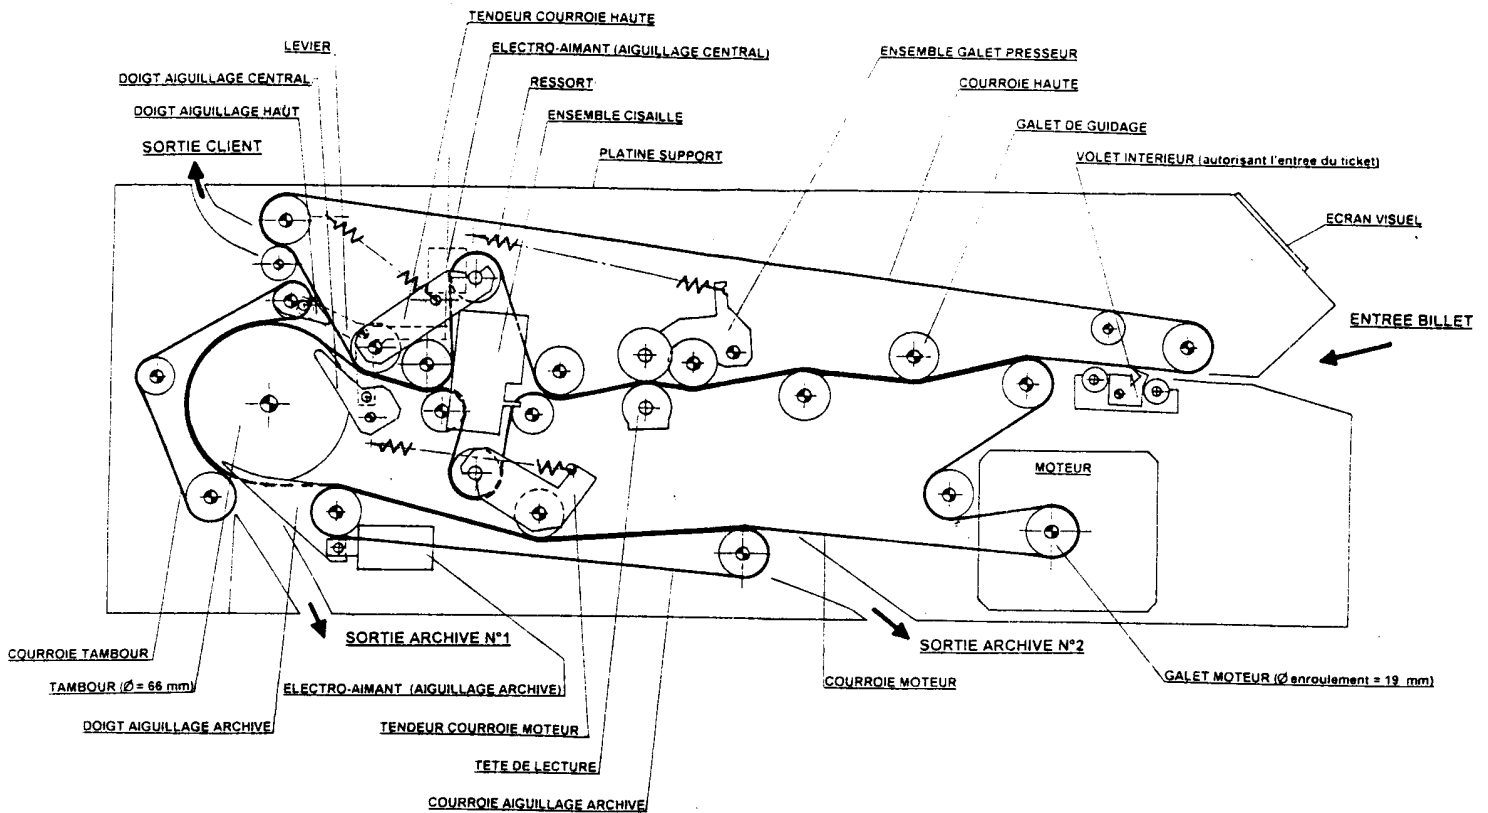 TENDEUR COURROIE HAUTE
LEVIER
ELECTRO-AIMANT (AIGUILLAGE CENTRAL)
ENSEMBLE GALET PRESSEUR
DOIGT AIGUILLAGE CENTRAL
RESSORT
COURROIE HAUTE
DOIGT AIGUILLAGE HAUT
ENSEMBLE CISAILLE
GALET DE GUIDAGE
SORTIE CLIENT
PLATINE SUPPORT
VOLET INTERIEUR (autorisant l'entree du ticket)
ECRAN VISUEL
ENTREE BILLET
MOTEUR
SORTIE ARCHIVE N°1
SORTIE ARCHIVE N°2
COURROIE TAMBOUR
TAMBOUR (Ø = 66 mm)
ELECTRO-AIMANT (AIGUILLAGE ARCHIVE)
COURROIE MOTEUR
GALET MOTEUR (Ø enroulement = 19 mm)
DOIGT AIGUILLAGE ARCHIVE
TENDEUR COURROIE MOTEUR
TETE DE LECTURE
COURROIE AIGUILLAGE ARCHIVE